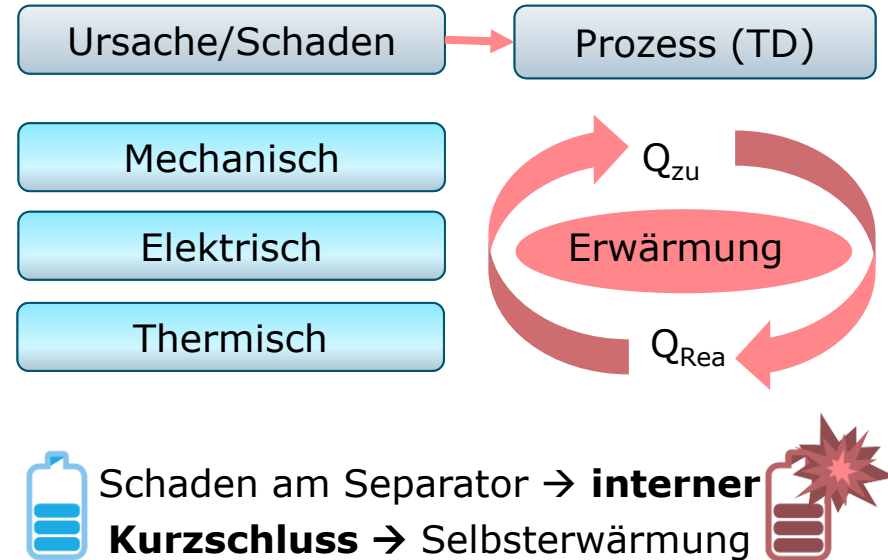 Ursache/Schaden
Prozess (TD)
Mechanisch
Elektrisch
Thermisch
Qzu
Erwärmung
QRea
Schaden am Separator → interner
Kurzschluss → Selbsterwärmung